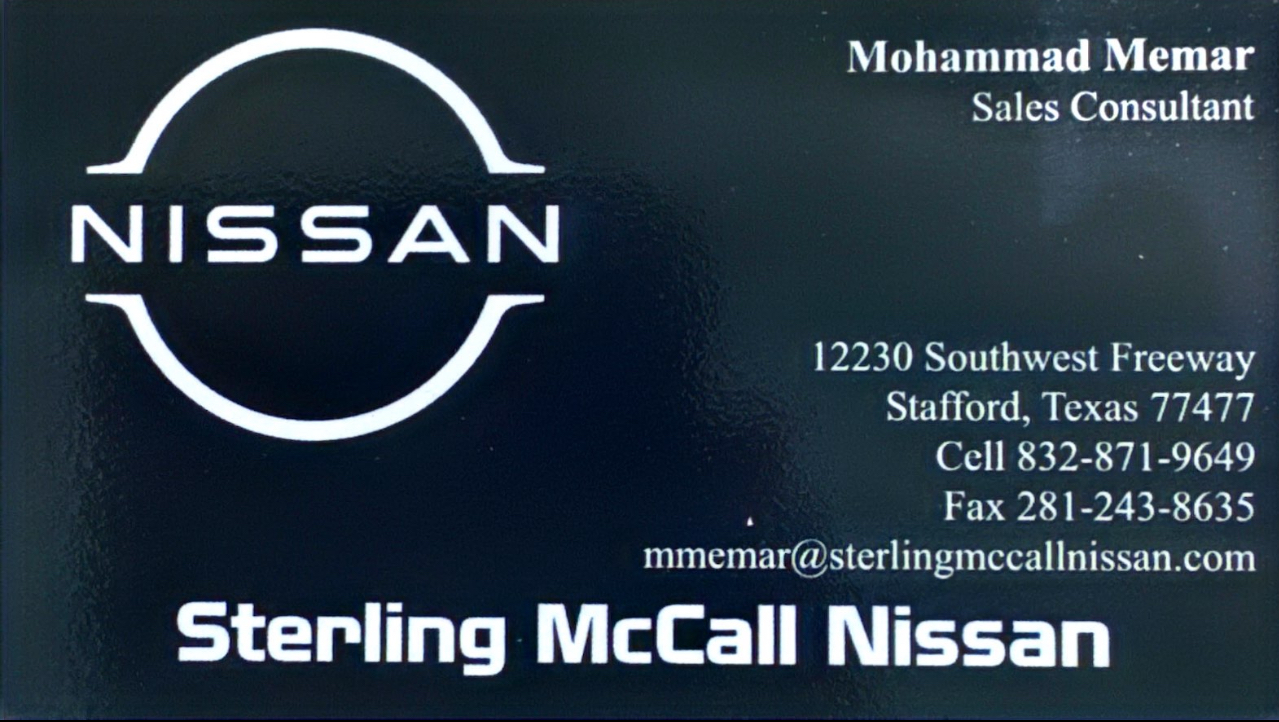 NISSAN
Mohammad Memar
Sales Consultant
12230 Southwest Freeway
Stafford, Texas 77477
Cell 832-871-9649
Fax 281-243-8635
mmemar@sterlingmccallnissan.com
Sterling McCall Nissan